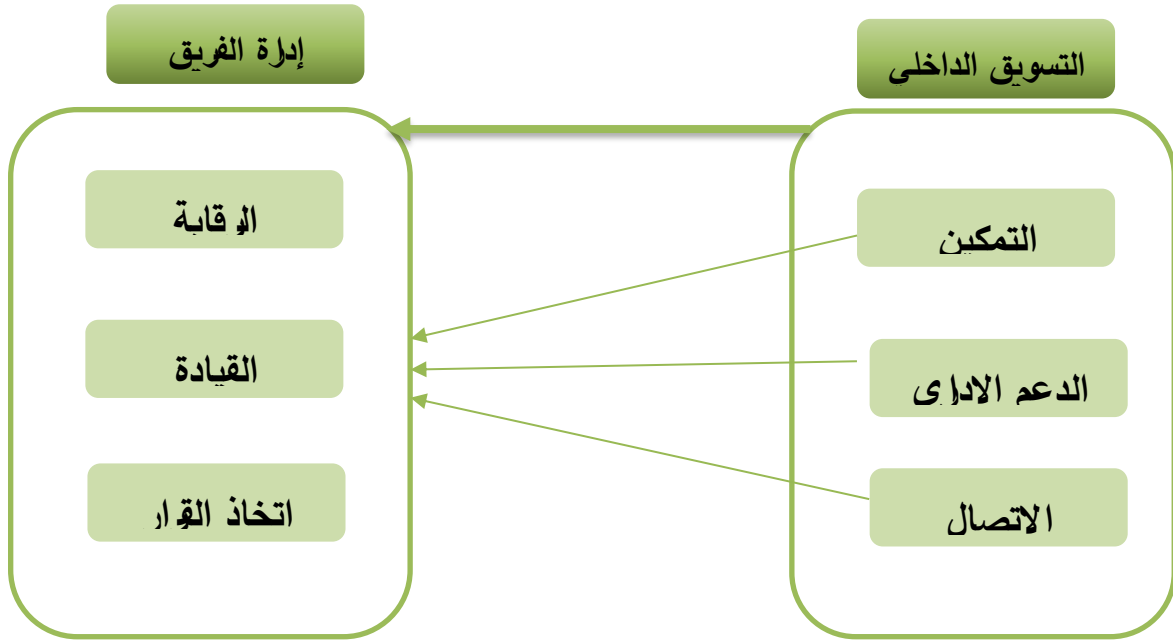 التسويق الداخلي
إدارة الفريق
التمكين
الرقابة
الدعم الاداري
القيادة
الاتصال
اتخاذ القرار